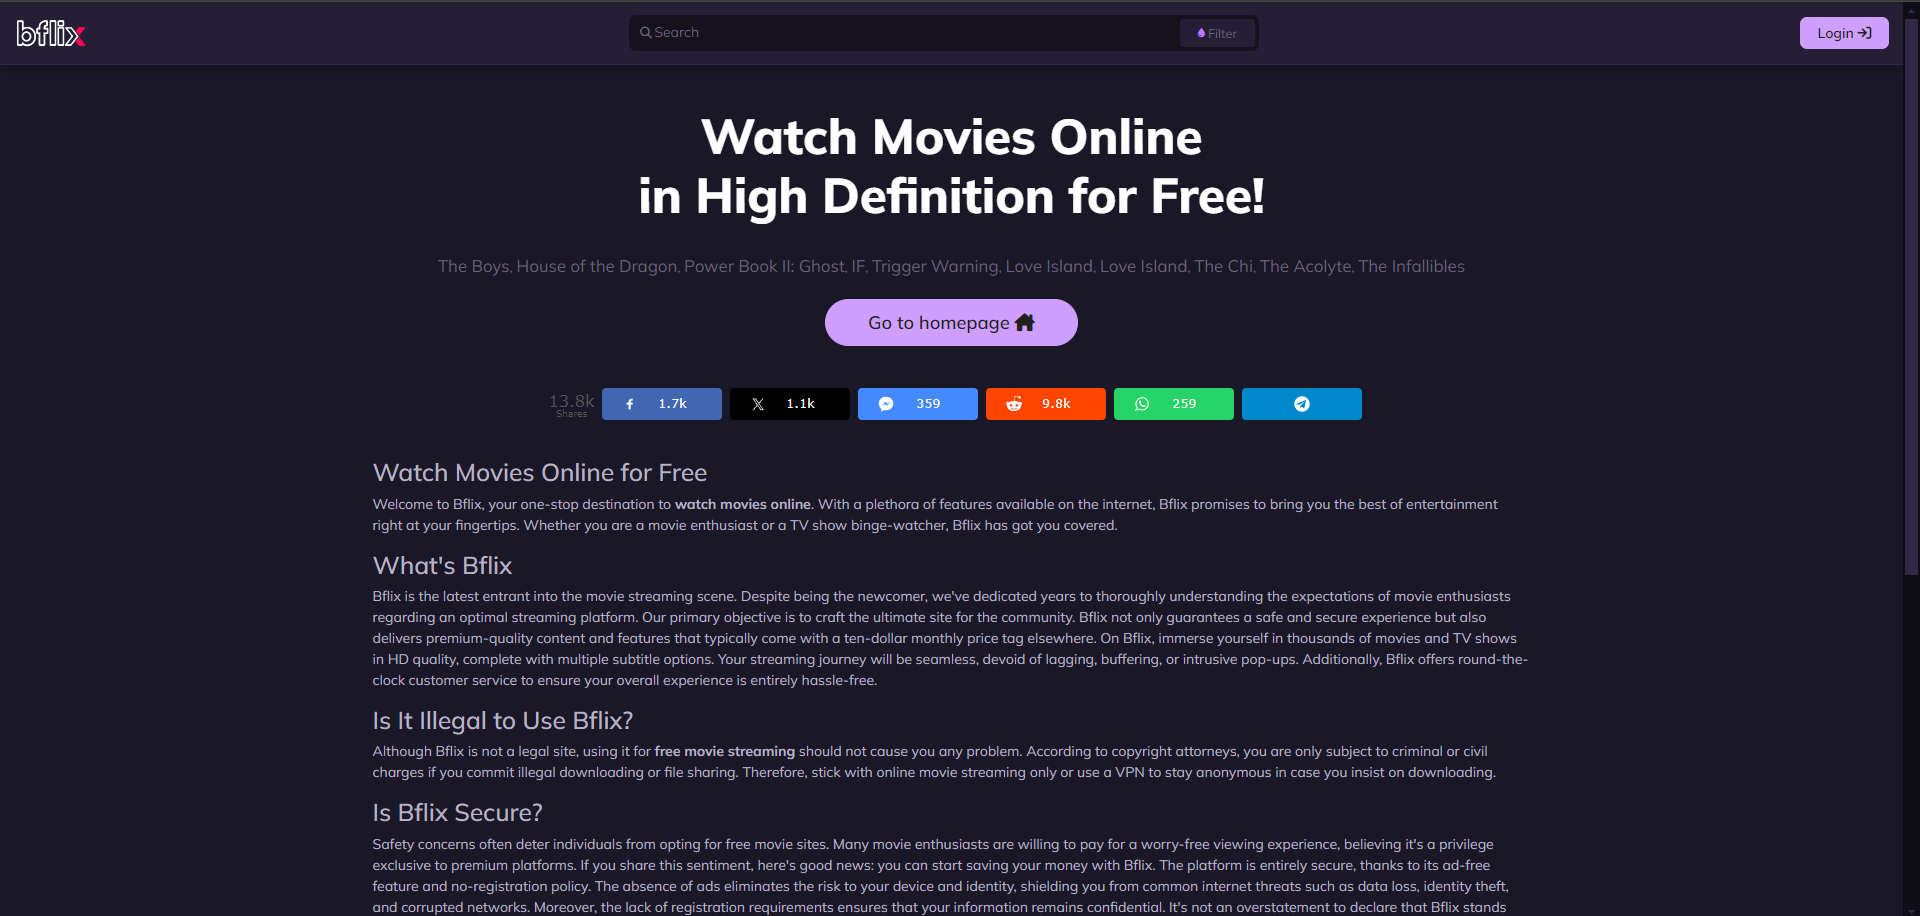 bflix
Search
Filter
Login
Watch Movies Online
in High Definition for Free!
The Boys, House of the Dragon, Power Book II: Ghost, IF, Trigger Warning, Love Island, Love Island, The Chi, The Acolyte, The Infallibles
Go to homepage
13.8k
Shares
1.7k
1.1k
359
9.8k
259
Watch Movies Online for Free
Welcome to Bflix, your one-stop destination to watch movies online. With a plethora of features available on the internet, Bflix promises to bring you the best of entertainment
right at your fingertips. Whether you are a movie enthusiast or a TV show binge-watcher, Bflix has got you covered.
What's Bflix
Bflix is the latest entrant into the movie streaming scene. Despite being the newcomer, we've dedicated years to thoroughly understanding the expectations of movie enthusiasts
regarding an optimal streaming platform. Our primary objective is to craft the ultimate site for the community. Bflix not only guarantees a safe and secure experience but also
delivers premium-quality content and features that typically come with a ten-dollar monthly price tag elsewhere. On Bflix, immerse yourself in thousands of movies and TV shows
in HD quality, complete with multiple subtitle options. Your streaming journey will be seamless, devoid of lagging, buffering, or intrusive pop-ups. Additionally, Bflix offers round-the-
clock customer service to ensure your overall experience is entirely hassle-free.
Is It Illegal to Use Bflix?
Although Bflix is not a legal site, using it for free movie streaming should not cause you any problem. According to copyright attorneys, you are only subject to criminal or civil
charges if you commit illegal downloading or file sharing. Therefore, stick with online movie streaming only or use a VPN to stay anonymous in case you insist on downloading.
Is Bflix Secure?
Safety concerns often deter individuals from opting for free movie sites. Many movie enthusiasts are willing to pay for a worry-free viewing experience, believing it's a privilege
exclusive to premium platforms. If you share this sentiment, here's good news: you can start saving your money with Bflix. The platform is entirely secure, thanks to its ad-free
feature and no-registration policy. The absence of ads eliminates the risk to your device and identity, shielding you from common internet threats such as data loss, identity theft,
and corrupted networks. Moreover, the lack of registration requirements ensures that your information remains confidential. It's not an overstatement to declare that Bflix stands